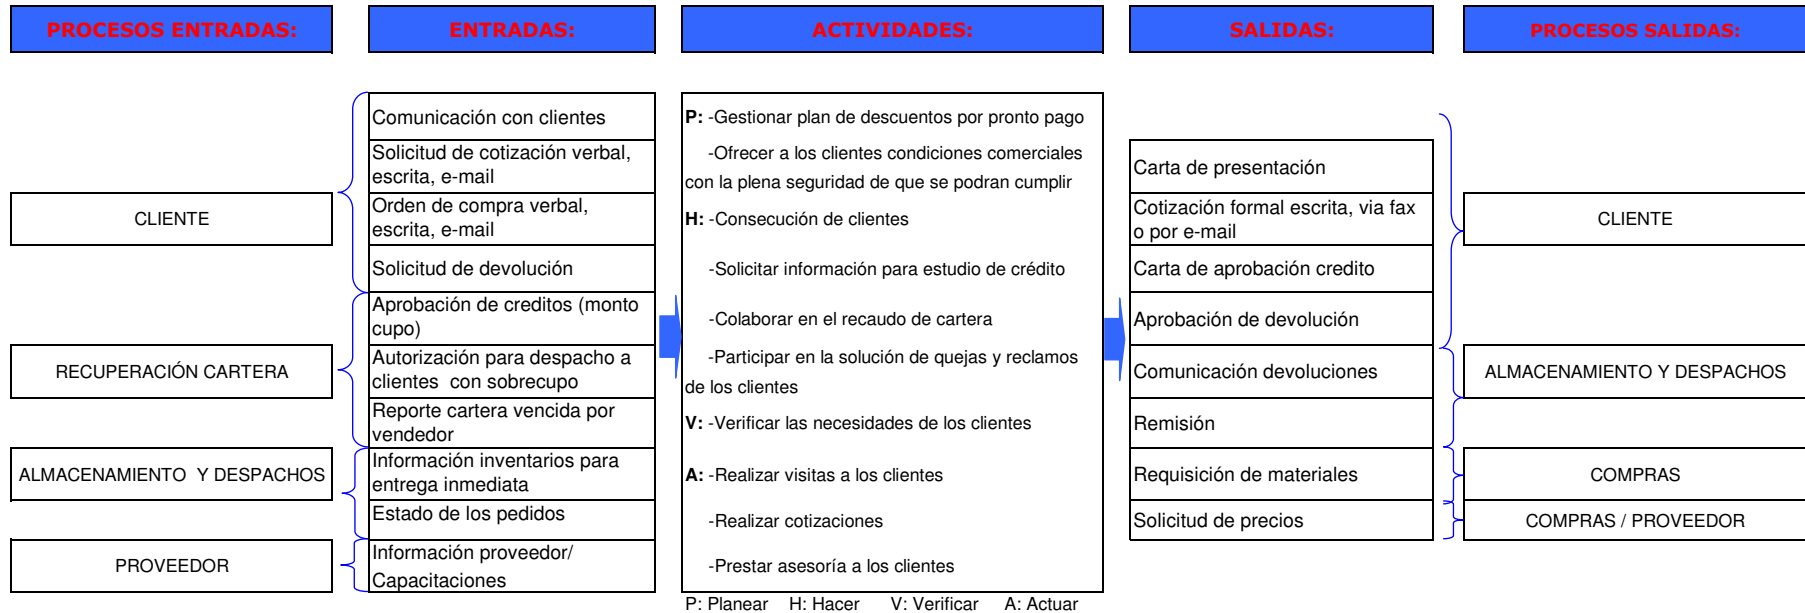 PROCESOS ENTRADAS:
ENTRADAS:
ACTIVIDADES:
SALIDAS:
PROCESOS SALIDAS:
CLIENTE
RECUPERACIÓN CARTERA
ALMACENAMIENTO Y DESPACHOS
PROVEEDOR
Comunicación con clientes
Solicitud de cotización verbal,
escrita, e-mail
Orden de compra verbal,
escrita, e-mail
Solicitud de devolución
Aprobación de creditos (monto
cupo)
Autorización para despacho a
clientes con sobrecupo
Reporte cartera vencida por
vendedor
Información inventarios para
entrega inmediata
Estado de los pedidos
Información proveedor/
Capacitaciones
P: -Gestionar plan de descuentos por pronto pago
-Ofrecer a los clientes condiciones comerciales
con la plena seguridad de que se podran cumplir
H: -Consecución de clientes
-Solicitar información para estudio de crédito
-Colaborar en el recaudo de cartera
-Participar en la solución de quejas y reclamos
de los clientes
V: -Verificar las necesidades de los clientes
A: -Realizar visitas a los clientes
-Realizar cotizaciones
-Prestar asesoría a los clientes
P: Planear H: Hacer V: Verificar A: Actuar
Carta de presentación
Cotización formal escrita, via fax
o por e-mail
Carta de aprobación credito
Aprobación de devolución
Comunicación devoluciones
Remisión
Requisición de materiales
Solicitud de precios
CLIENTE
ALMACENAMIENTO Y DESPACHOS
COMPRAS
COMPRAS / PROVEEDOR